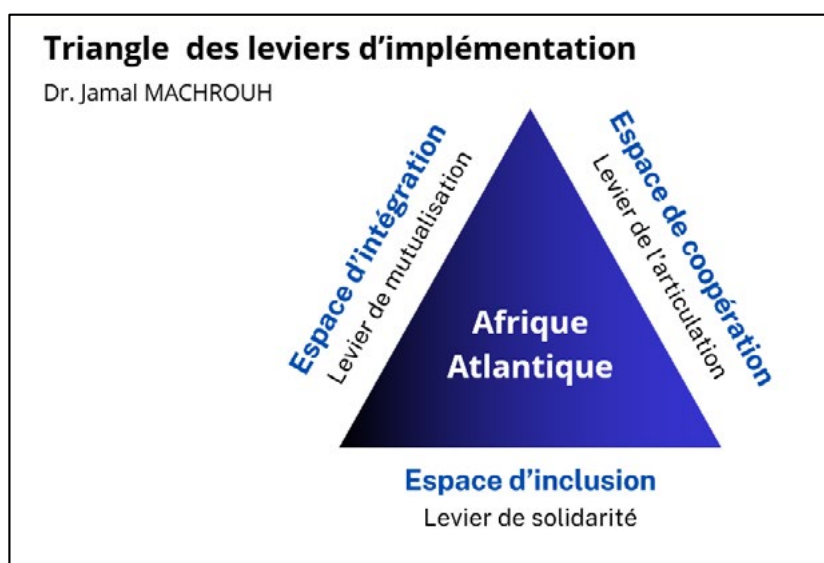 Triangle des leviers d’implémentation
Dr. Jamal MACHROUH
Espace d’intégration
Levier de mutualisation
Espace de coopération
Levier de l’articulation
Afrique
Atlantique
Espace d’inclusion
Levier de solidarité